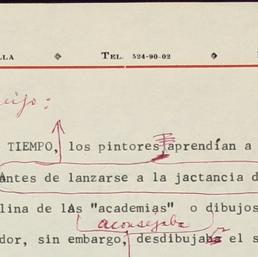 LLA TEL. 524-90-02
eijo:
TIEMPO, los pintores aprendían a
Antes de lanzarse a la jactancia d
lina de las "academias" o dibujos
aconsejaba
dor, sin embargo, desdibujaba el s